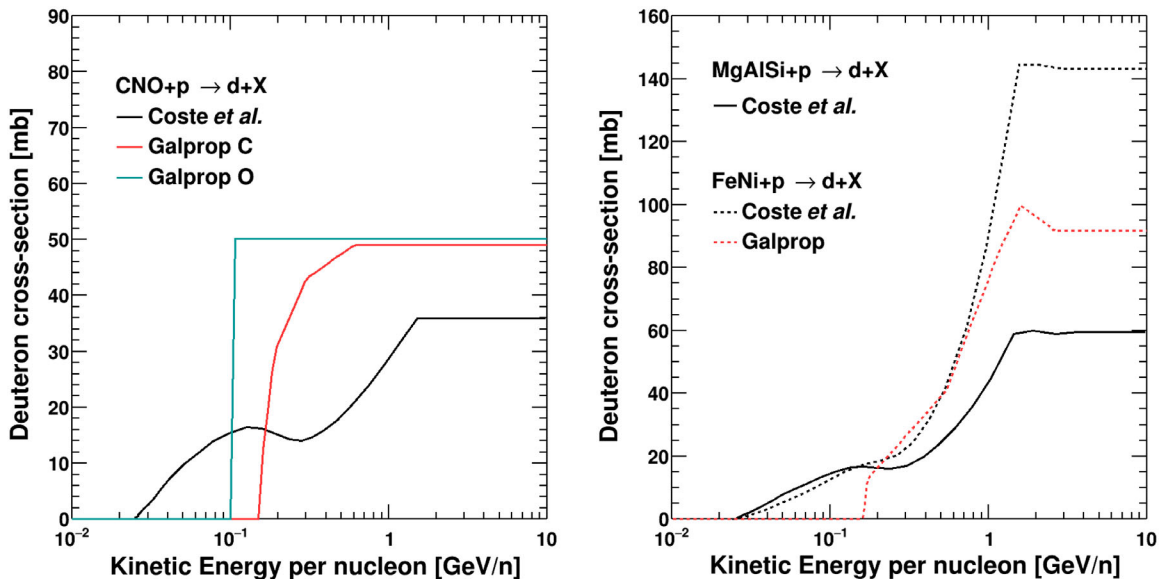 Deuteron cross-section [mb]
90
80
70
60
50
40
30
20
10
0
CNO+p → d+X
Coste et al.
Galprop C
Galprop O
10⁻²
10⁻¹
1
10
Kinetic Energy per nucleon [GeV/n]
Deuteron cross-section [mb]
160
140
120
100
80
60
40
20
0
MgAlSi+p → d+X
Coste et al.
FeNi+p → d+X
Coste et al.
Galprop
10⁻²
10⁻¹
1
10
Kinetic Energy per nucleon [GeV/n]